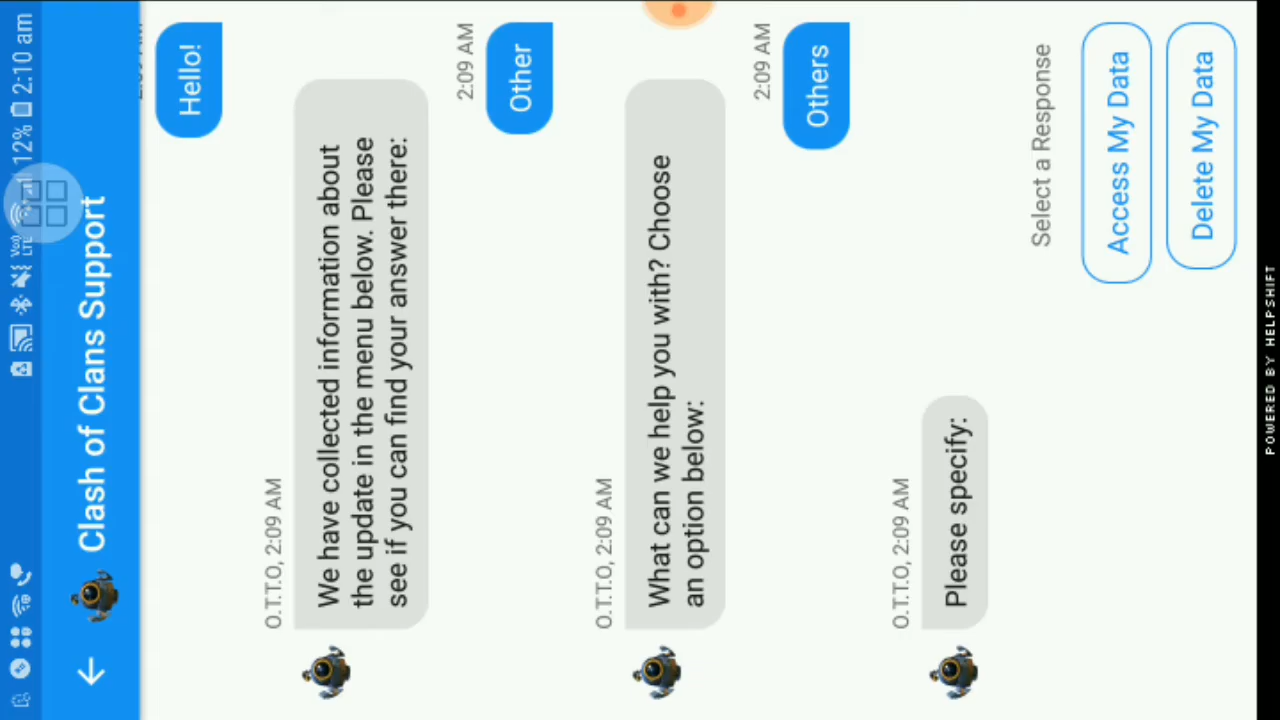 12% 2:10 am
Vo))
LTE
Clash of Clans Support
Hello!
O.T.T.O, 2:09 AM
We have collected information about
the update in the menu below. Please
see if you can find your answer there:
2:09 AM
Other
O.T.T.O, 2:09 AM
What can we help you with? Choose
an option below:
2:09 AM
Others
O.T.T.O, 2:09 AM
Please specify:
Select a Response
Access My Data
Delete My Data
POWERED BY HELPSHIFT